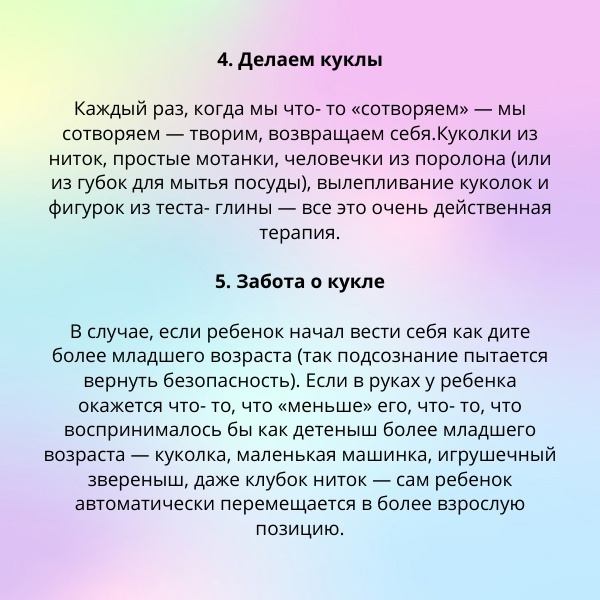 4. Делаем куклы
Каждый раз, когда мы что- то «сотворяем» — мы
сотворяем — творим, возвращаем себя.Куколки из
ниток, простые мотанки, человечки из поролона (или
из губок для мытья посуды), вылепливание куколок и
фигурок из теста- глины — все это очень действенная
терапия.
5. Забота о кукле
В случае, если ребенок начал вести себя как дите
более младшего возраста (так подсознание пытается
вернуть безопасность). Если в руках у ребенка
окажется что- то, что «меньше» его, что- то, что
воспринималось бы как детеныш более младшего
возраста — куколка, маленькая машинка, игрушечный
звереныш, даже клубок ниток — сам ребенок
автоматически перемещается в более взрослую
позицию.